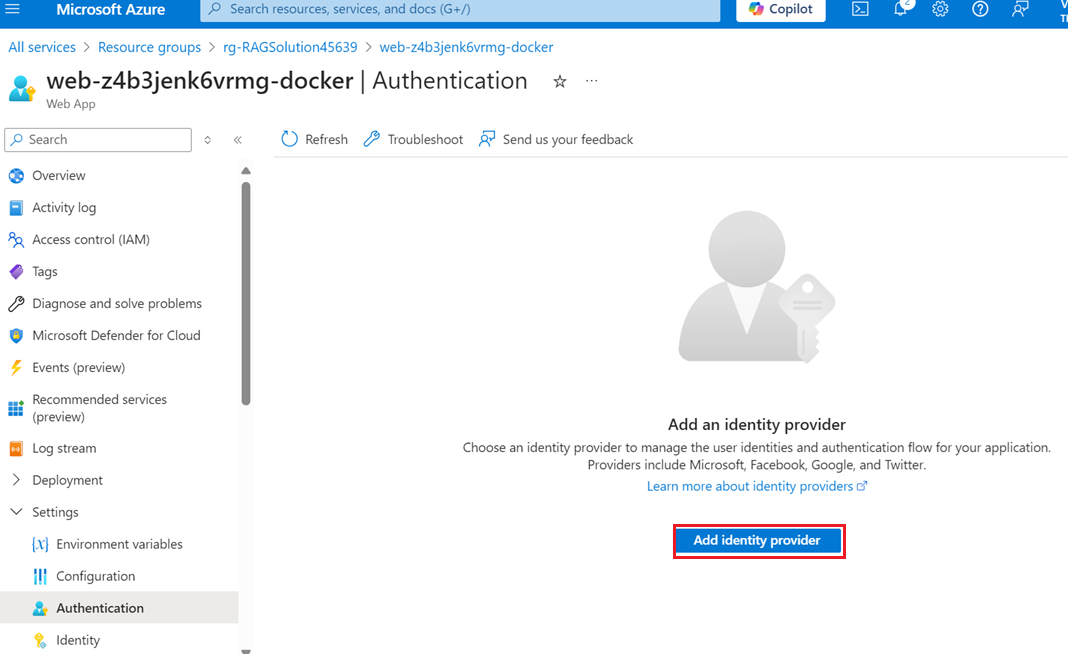 Microsoft Azure
Search resources, services, and docs (G+/)
Copilot
2
All services > Resource groups > rg-RAGSolution45639 > web-z4b3jenk6vrmg-docker
web-z4b3jenk6vrmg-docker | Authentication
Web App
Search
Refresh
Troubleshoot
Send us your feedback
Overview
Activity log
Access control (IAM)
Tags
Diagnose and solve problems
Microsoft Defender for Cloud
Events (preview)
Recommended services
(preview)
Log stream
Deployment
Settings
Environment variables
Configuration
Authentication
Identity
Add an identity provider
Choose an identity provider to manage the user identities and authentication flow for your application.
Providers include Microsoft, Facebook, Google, and Twitter.
Learn more about identity providers
Add identity provider